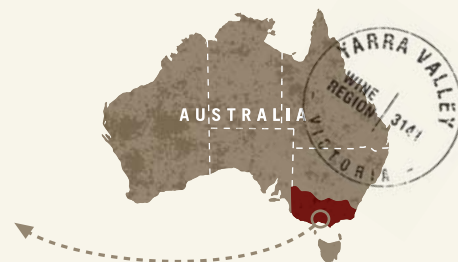 AUSTRALIA
YARRA VALLEY
WINE
REGION
3141
- VICTORIA -